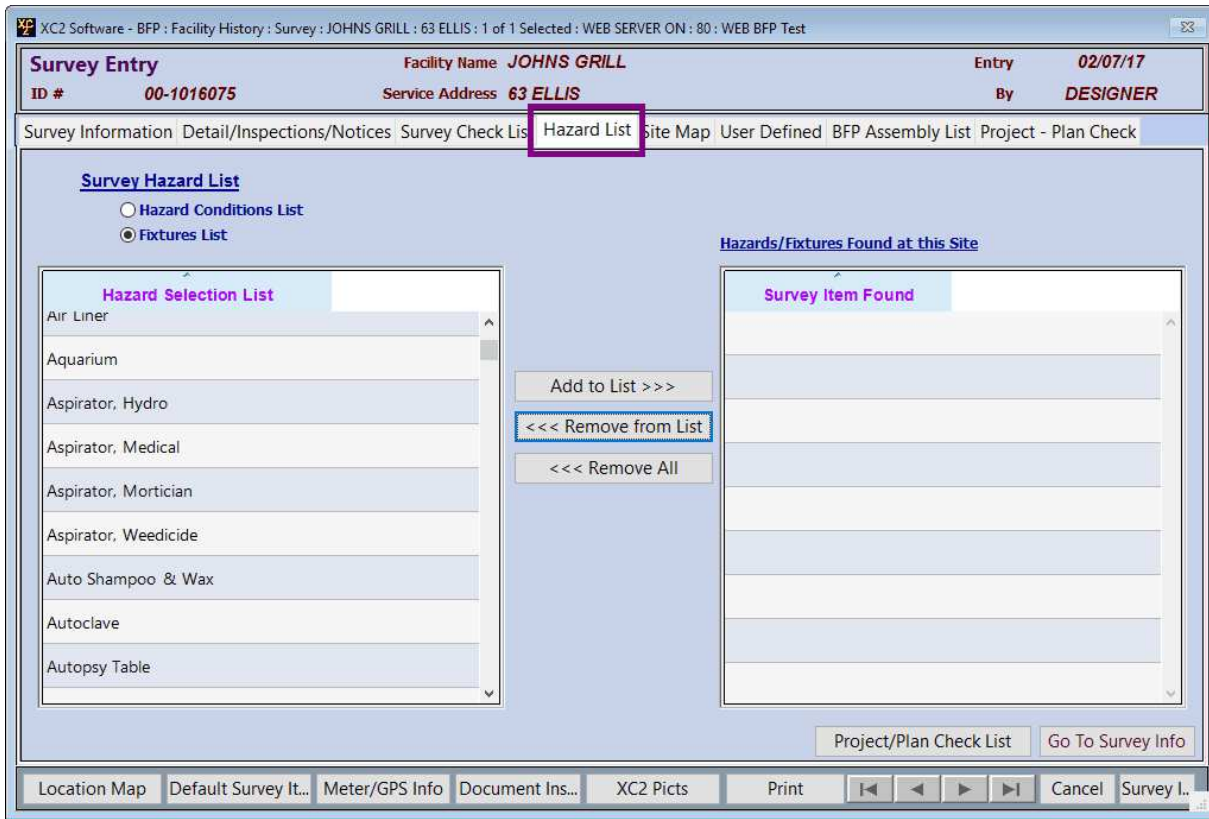 XC2 Software - BFP : Facility History : Survey : JOHNS GRILL : 63 ELLIS : 1 of 1 Selected : WEB SERVER ON : 80 : WEB BFP Test
Survey Entry Facility Name JOHNS GRILL Entry 02/07/17
ID # 00-1016075 Service Address 63 ELLIS By DESIGNER
Survey Information Detail/Inspections/Notices Survey Check Lis Hazard List Site Map User Defined BFP Assembly List Project - Plan Check
Survey Hazard List
Hazard Conditions List
Fixtures List
Hazards/Fixtures Found at this Site
Hazard Selection List
Survey Item Found
Air Liner
Aquarium
Aspirator, Hydro
Aspirator, Medical
Aspirator, Mortician
Aspirator, Weedicide
Auto Shampoo & Wax
Autoclave
Autopsy Table
Add to List >>>
<<< Remove from List
<<< Remove All
Project/Plan Check List Go To Survey Info
Location Map Default Survey It... Meter/GPS Info Document Ins... XC2 Picts Print Cancel Survey I..